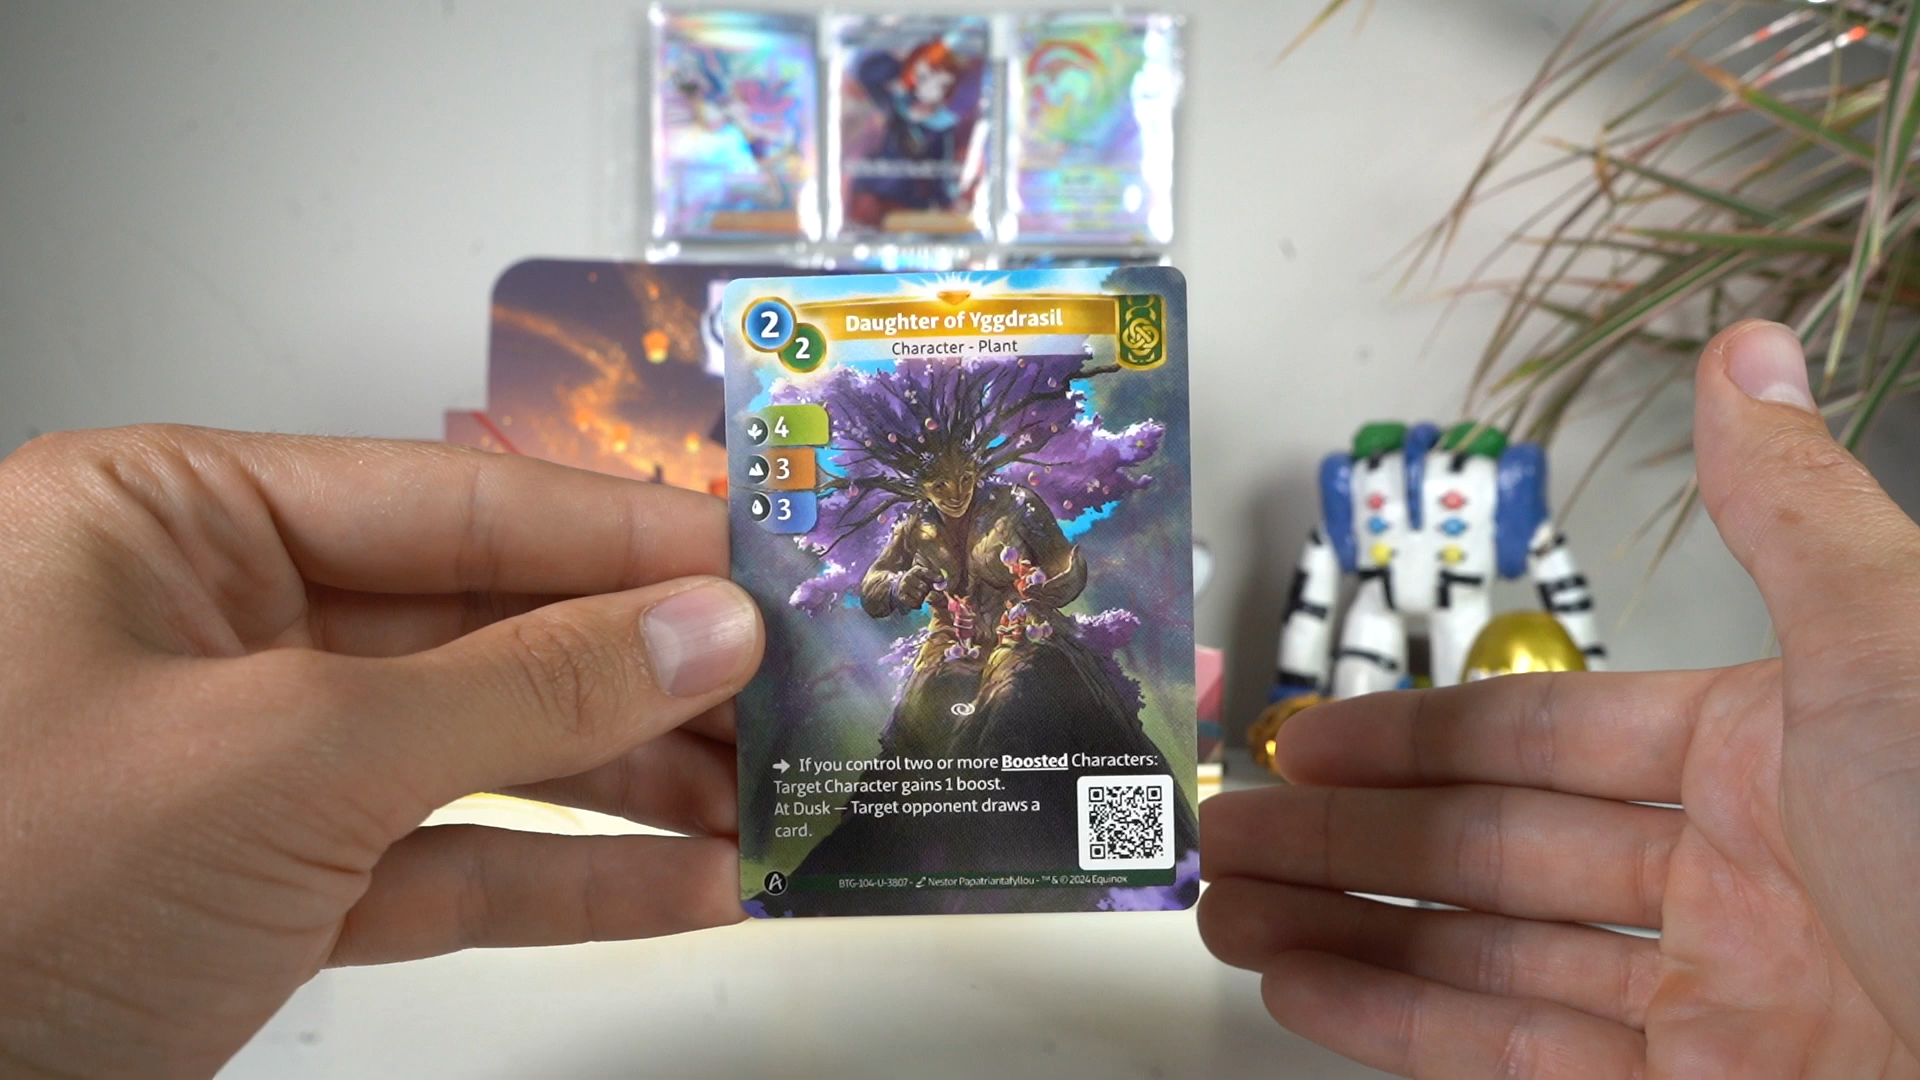 2
2
Daughter of Yggdrasil
Character - Plant
4
3
3
➔ If you control two or more Boosted Characters:
Target Character gains 1 boost.
At Dusk — Target opponent draws a
card.
A
BTG-104-U-3807 - Nestor Papatriantafyllou - ™ & © 2024 Equinox